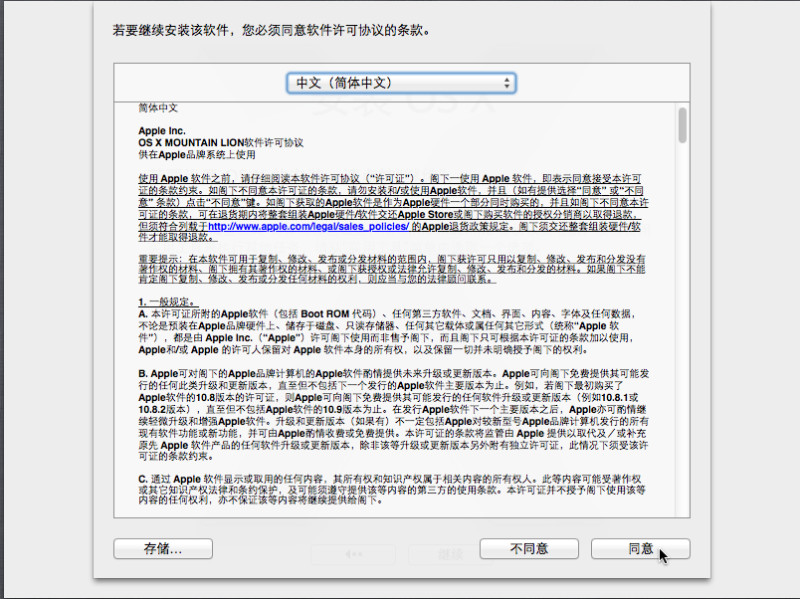 若要继续安装该软件，您必须同意软件许可协议的条款。
中文（简体中文）
简体中文
Apple Inc.
OS X MOUNTAIN LION软件许可协议
供在Apple品牌系统上使用
使用 Apple 软件之前，请仔细阅读本软件许可协议（“许可证”）。阁下一使用 Apple 软件，即表示同意接受本许可
证的条款约束。如阁下不同意本许可证的条款，请勿安装和/或使用Apple软件，并且（如有提供选择“同意” 或“不同
意” 条款）点击“不同意”键。如阁下获取的Apple软件是作为Apple硬件一个部分同时购买的，并且如阁下不同意本许
可证的条款，可在退货期内将整套组装Apple硬件/软件交还Apple Store或阁下购买软件的授权分销商以取得退款，
但须符合列载于http://www.apple.com/legal/sales_policies/ 的Apple退货政策规定。阁下须交还整套组装硬件/软
件才能取得退款。
重要提示：在本软件可用于复制、修改、发布或分发材料的范围内，阁下获许可只用以复制、修改、发布和分发没有
著作权的材料、阁下拥有其著作权的材料、或阁下获授权或法律允许复制、修改、发布和分发的材料。如果阁下不能
肯定阁下复制、修改、发布或分发任何材料的权利，则应当与您的法律顾问联系。
1. 一般规定。
A. 本许可证所附的Apple软件（包括 Boot ROM 代码）、任何第三方软件、文档、界面、内容、字体及任何数据，
不论是预装在Apple品牌硬件上、储存于磁盘、只读存储器、任何其它载体或属任何其它形式（统称“Apple 软
件”），都是由 Apple Inc.（“Apple”）许可阁下使用而非售予阁下，而且阁下只可根据本许可证的条款加以使用，
Apple和/或 Apple 的许可人保留对 Apple 软件本身的所有权，以及保留一切并未明确授予阁下的权利。
B. Apple可对阁下的Apple品牌计算机的Apple软件酌情提供未来升级或更新版本。Apple可向阁下免费提供其可能发
行的任何此类升级和更新版本，直至但不包括下一个发行的Apple软件主要版本为止。例如，若阁下最初购买了
Apple软件的10.8版本的许可证，则Apple可向阁下免费提供其可能发行的任何软件升级或更新版本（例如10.8.1或
10.8.2版本），直至但不包括Apple软件的10.9版本为止。在发行Apple软件下一个主要版本之后，Apple亦可酌情继
续轻微升级和增强Apple软件。升级和更新版本（如果有）不一定包括Apple对较新型号Apple品牌计算机发行的所有
现有软件功能或新功能，并可由Apple酌情收费或免费提供。本许可证的条款将监管由 Apple 提供以取代及／或补充
原先 Apple 软件产品的任何软件升级或更新版本，除非该等升级或更新版本另外附有独立许可证，此情况下须受该许
可证的条款约束。
C. 通过 Apple 软件显示或取用的任何内容，其所有权和知识产权属于相关内容的所有权人。此等内容可能受著作权
或其它知识产权法律和条约保护，及可能须遵守提供该等内容的第三方的使用条款。本许可证并不授予阁下使用该等
内容的任何权利，亦不保证该等内容将继续提供给阁下。
存储…
不同意
同意